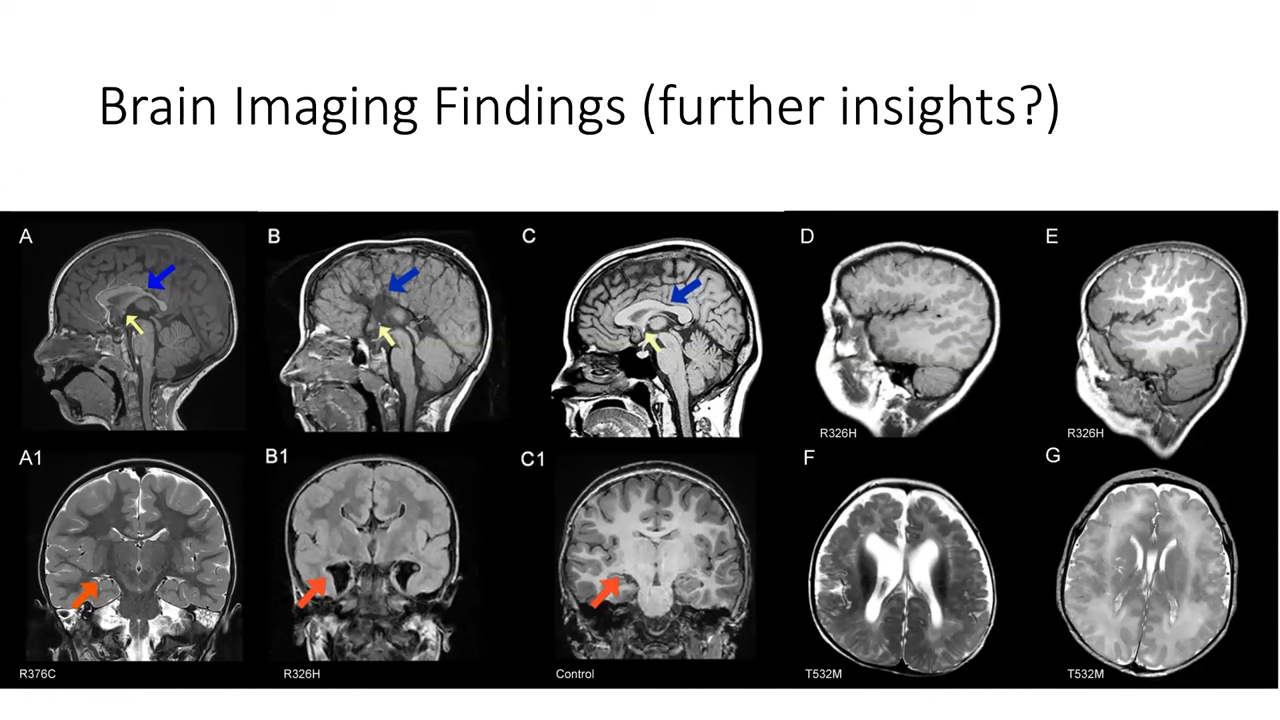 Brain Imaging Findings (further insights?)
A
B
C
D
E
R326H
R326H
A1
B1
C1
F
G
R376C
R326H
Control
T532M
T532M